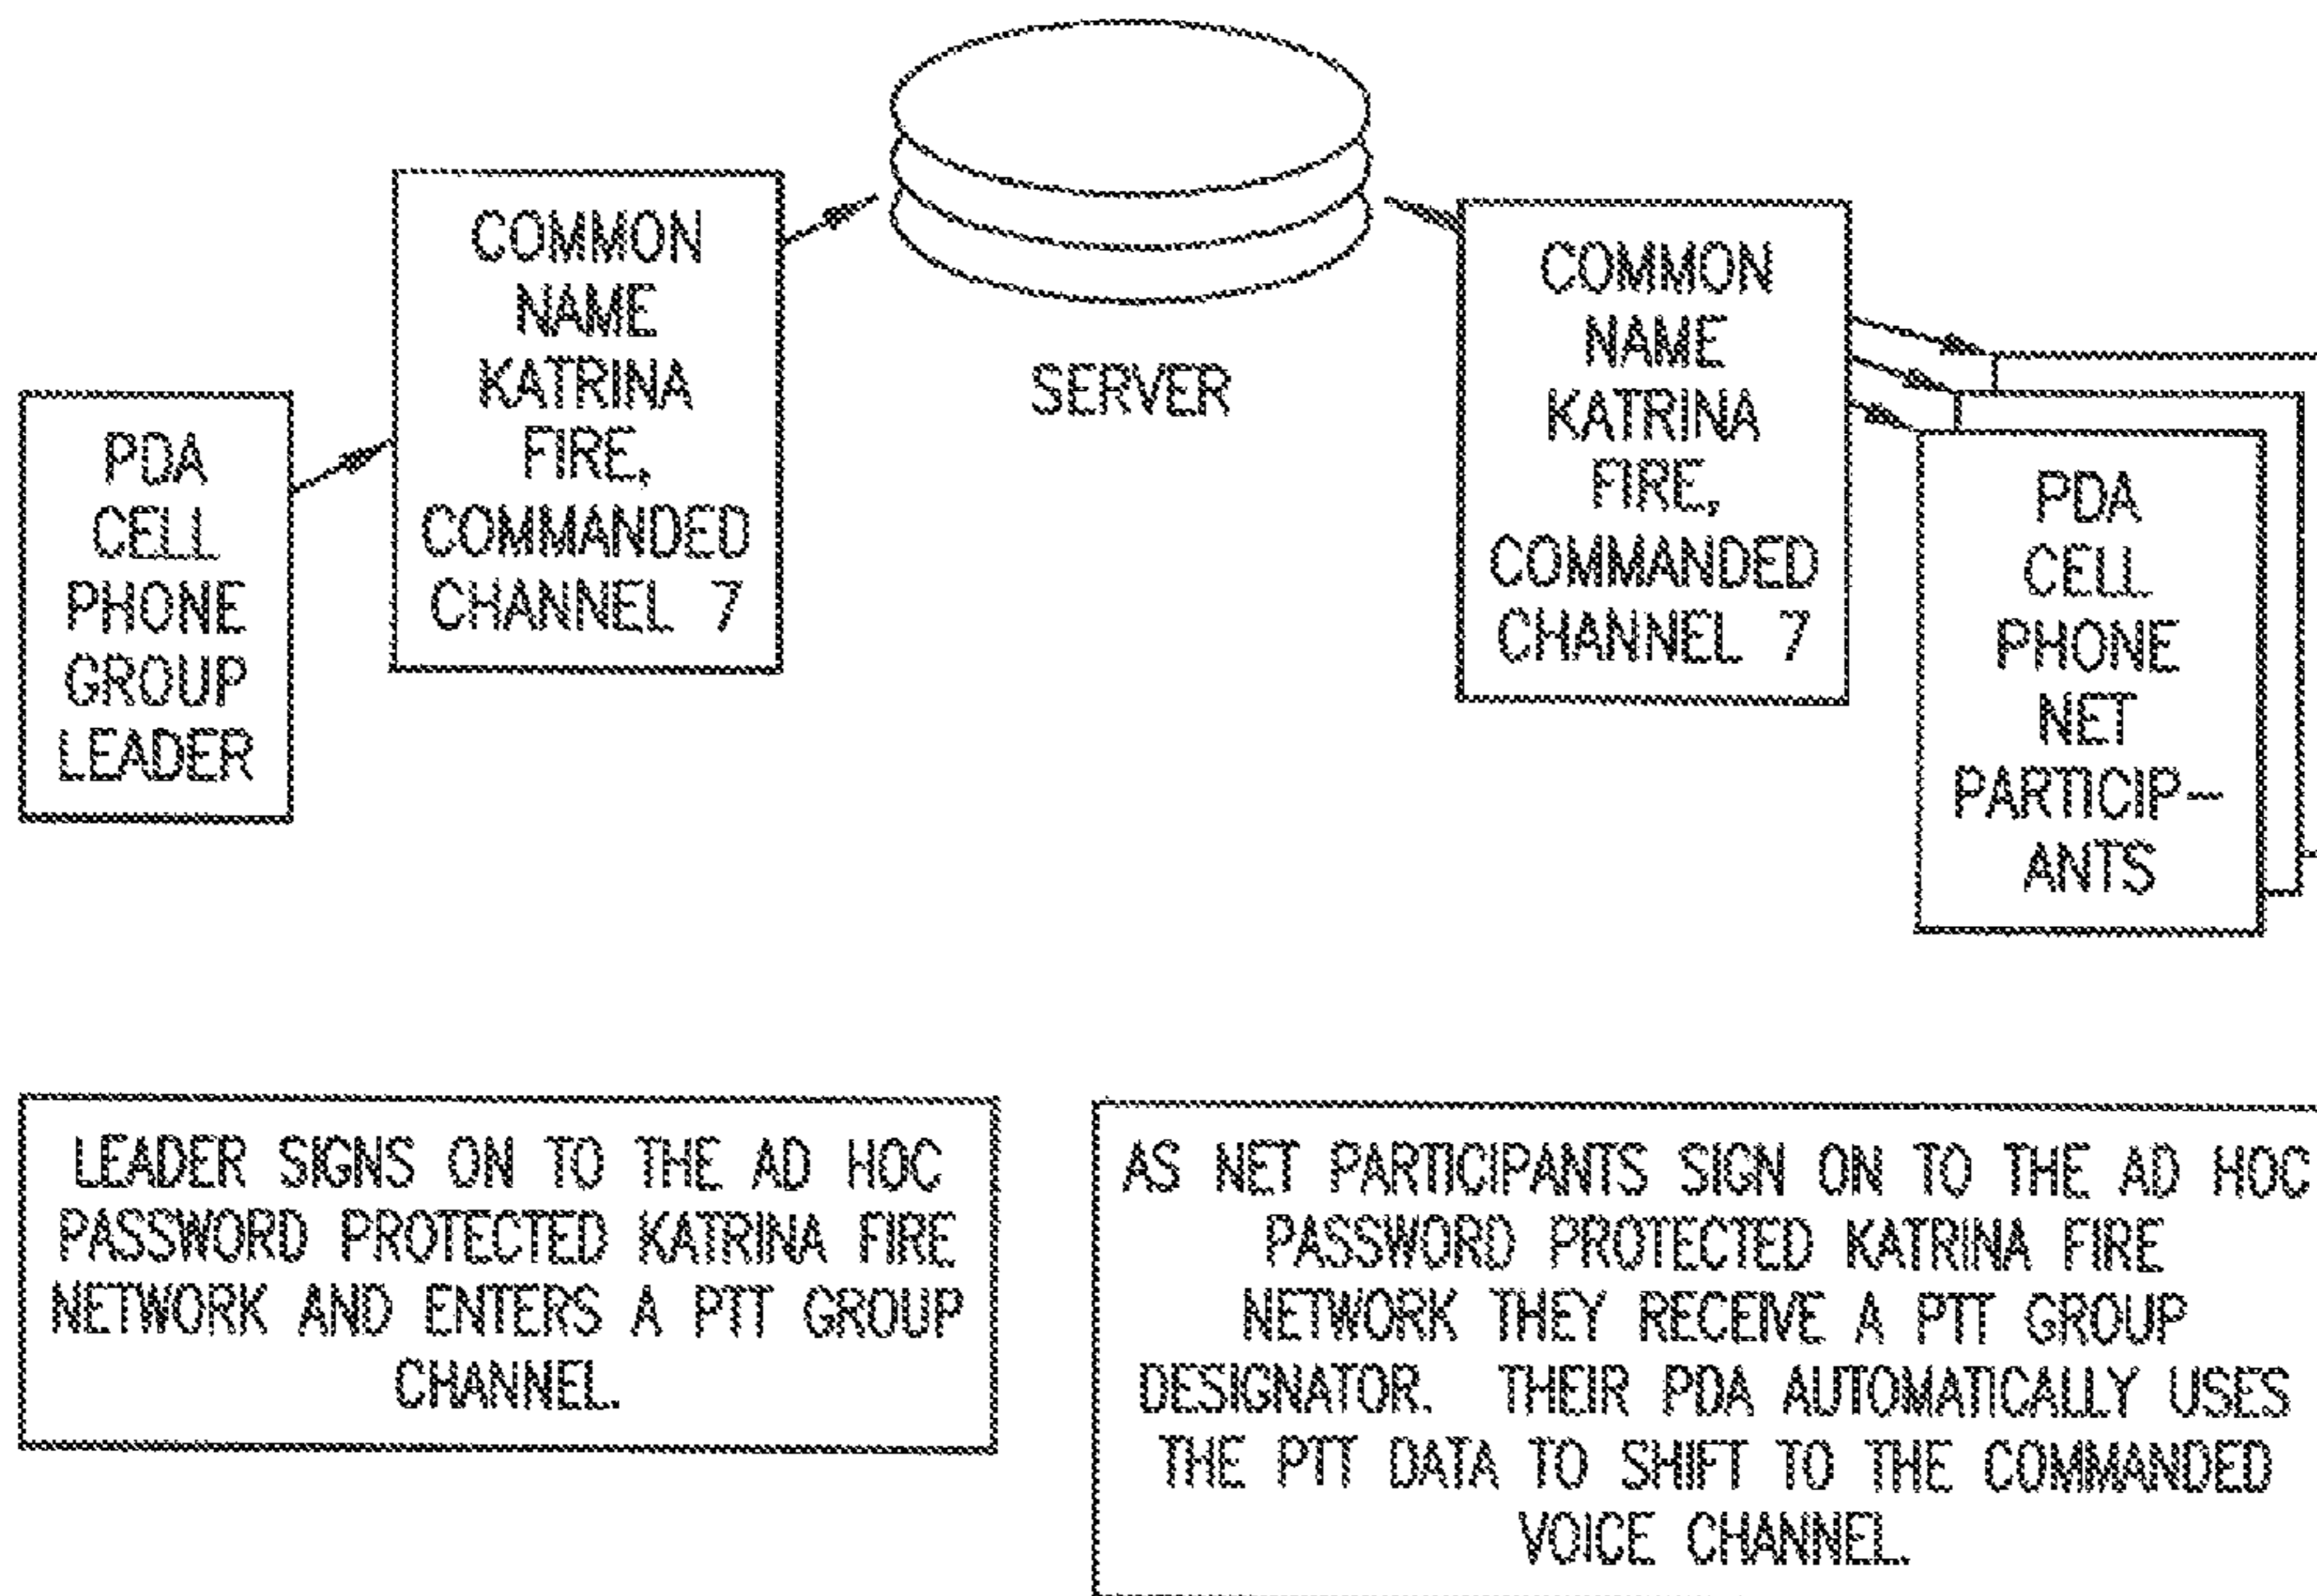 PDA
CELL
PHONE
GROUP
LEADER
COMMON
NAME
KATRINA
FIRE,
COMMANDED
CHANNEL 7
SERVER
COMMON
NAME
KATRINA
FIRE,
COMMANDED
CHANNEL 7
PDA
CELL
PHONE
NET
PARTICIP-
ANTS
LEADER SIGNS ON TO THE AD HOC
PASSWORD PROTECTED KATRINA FIRE
NETWORK AND ENTERS A PTT GROUP
CHANNEL.
AS NET PARTICIPANTS SIGN ON TO THE AD HOC
PASSWORD PROTECTED KATRINA FIRE
NETWORK THEY RECEIVE A PTT GROUP
DESIGNATOR. THEIR PDA AUTOMATICALLY USES
THE PTT DATA TO SHIFT TO THE COMMANDED
VOICE CHANNEL.